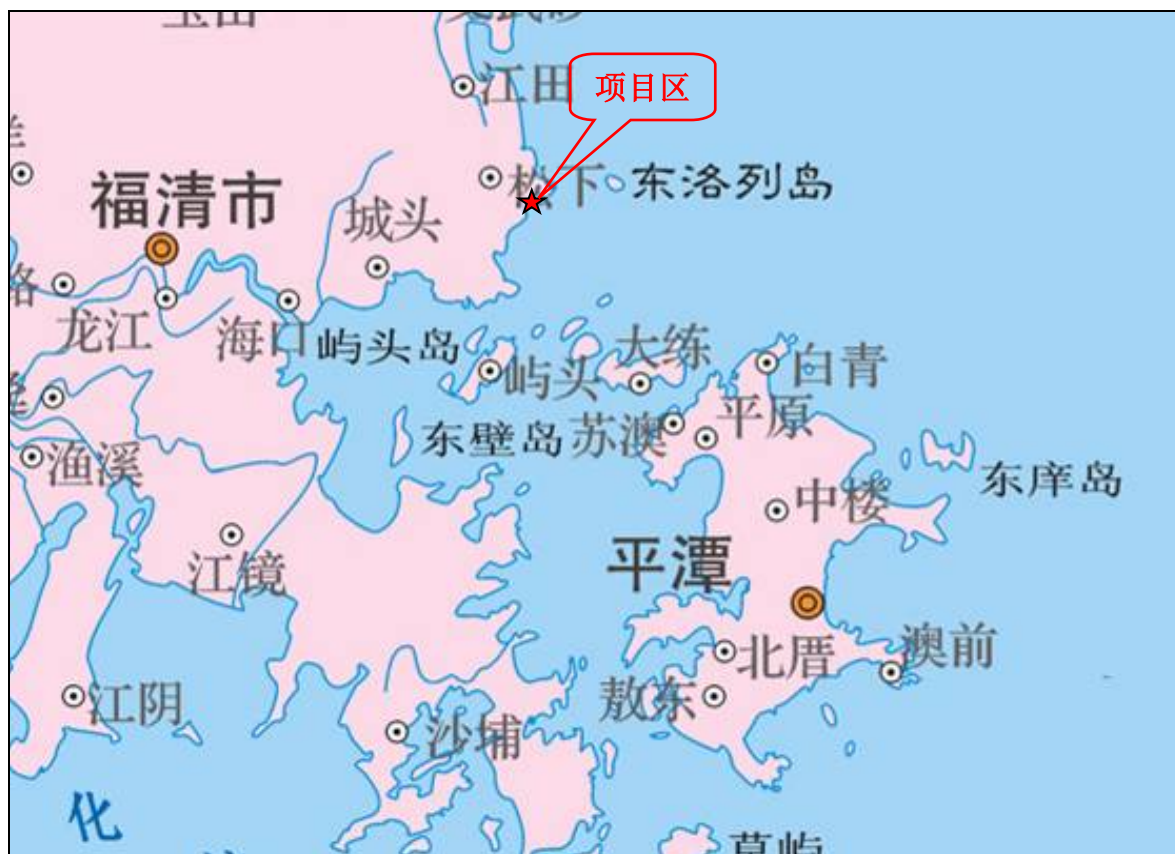 江田
项目区
松下
东洛列岛
福清市
城头
龙江
海口
屿头岛
屿头
大练
白青
东壁岛
苏澳
平原
渔溪
东庠岛
中楼
江镜
平潭
北厝
澳前
江阴
敖东
沙埔
化